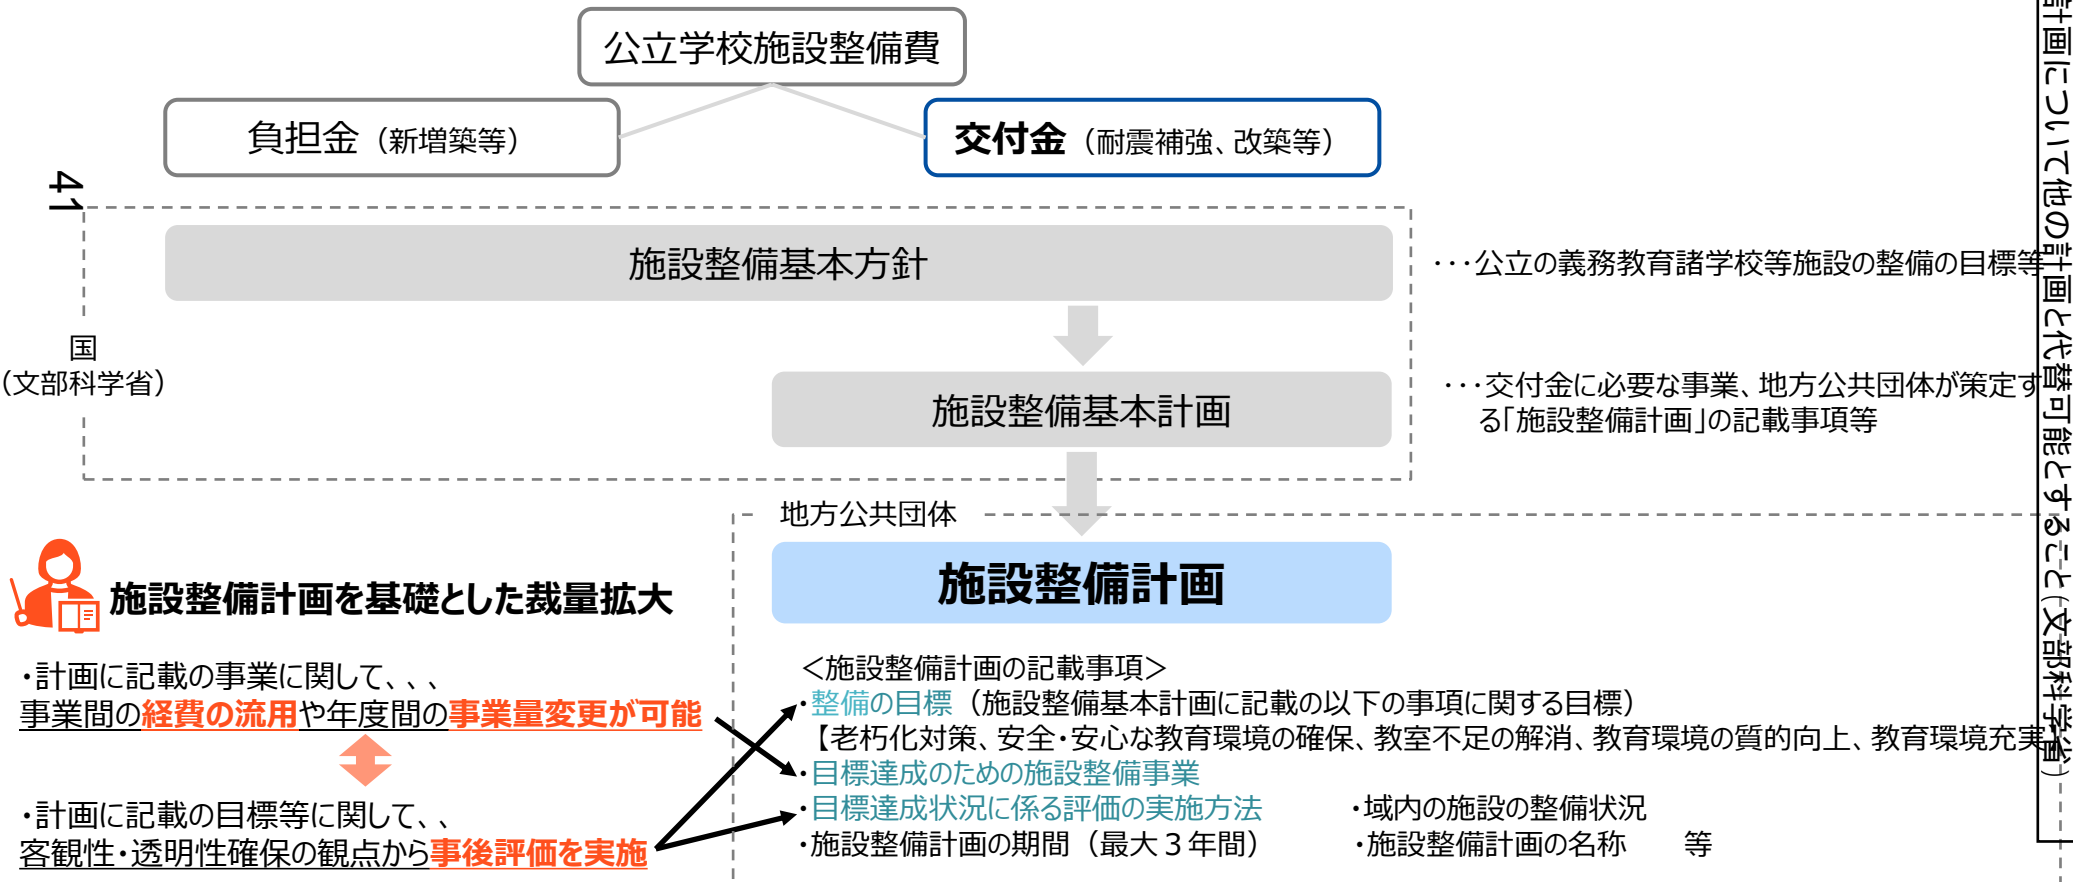 公立学校施設整備費
負担金（新増築等）
交付金（耐震補強、改築等）
41
施設整備基本方針
･･･公立の義務教育諸学校等施設の整備の目標等
国
（文部科学省）
施設整備基本計画
･･･交付金に必要な事業、地方公共団体が策定す
る「施設整備計画」の記載事項等
地方公共団体
施設整備計画
施設整備計画を基礎とした裁量拡大
・計画に記載の事業に関して、、、
事業間の経費の流用や年度間の事業量変更が可能
・計画に記載の目標等に関して、、
客観性・透明性確保の観点から事後評価を実施
＜施設整備計画の記載事項＞
・整備の目標（施設整備基本計画に記載の以下の事項に関する目標）
【老朽化対策、安全・安心な教育環境の確保、教室不足の解消、教育環境の質的向上、教育環境充実
・目標達成のための施設整備事業
・目標達成状況に係る評価の実施方法
・域内の施設の整備状況
・施設整備計画の期間（最大３年間）
・施設整備計画の名称　　等
計画について他の計画と代替可能とすること（文部科学省）